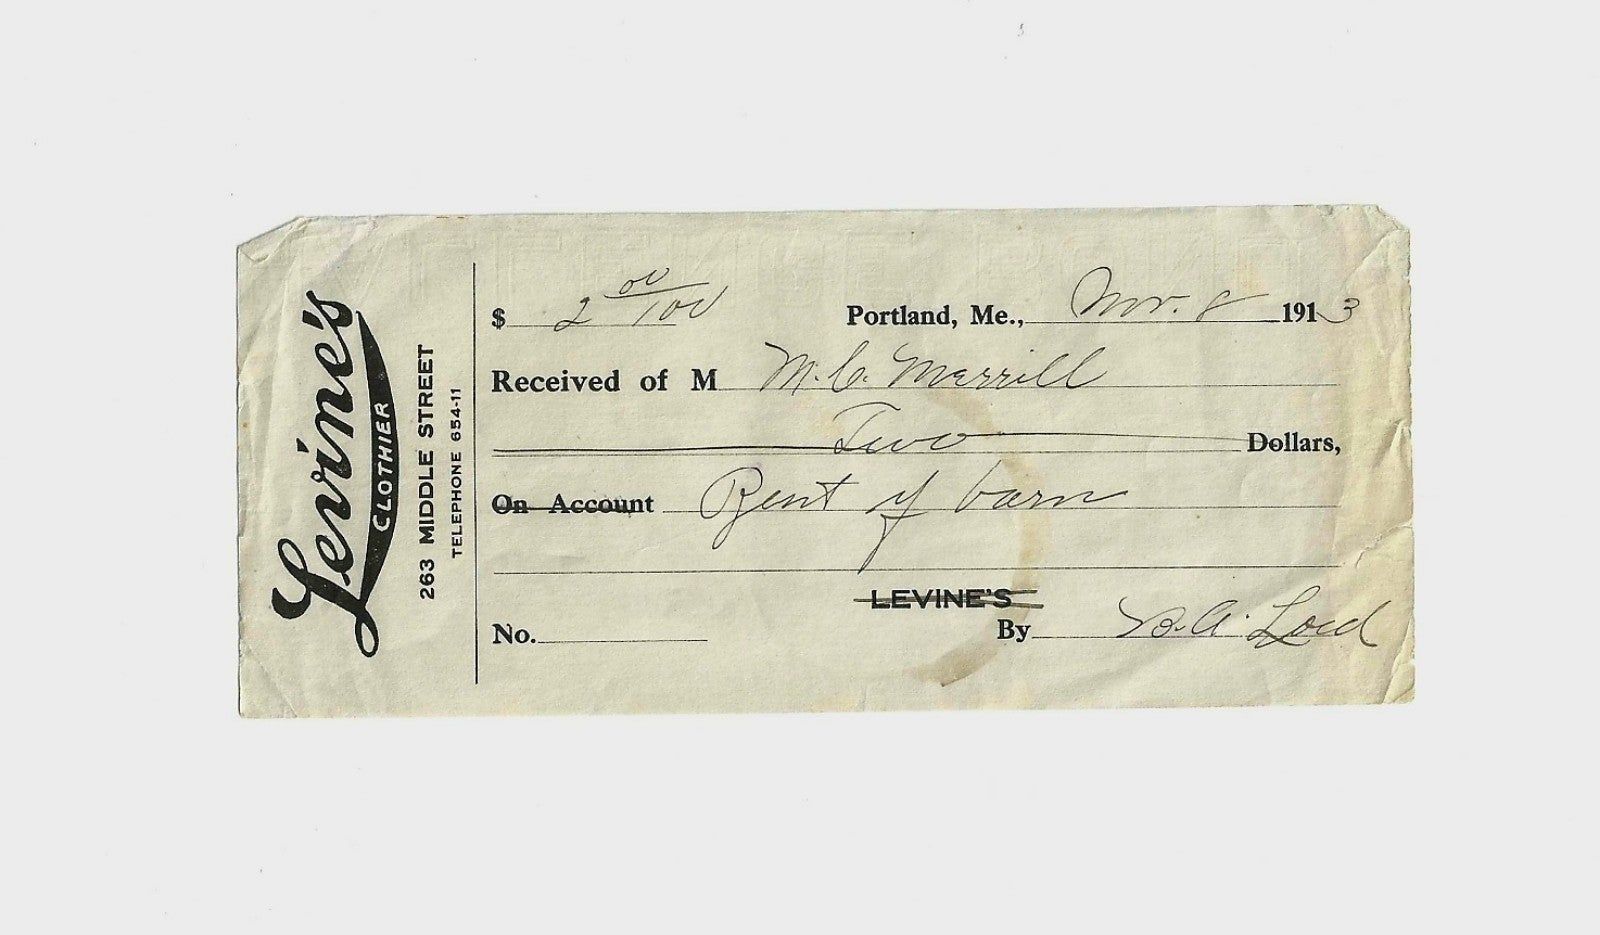 Levine's
CLOTHIER
263 MIDDLE STREET
TELEPHONE 654-11
$ 2 00/100 Portland, Me., Nov. 8 1913
Received of M M. C. Merrill
Two Dollars,
On Account Rent of barn
LEVINE'S
No. By A. Lord